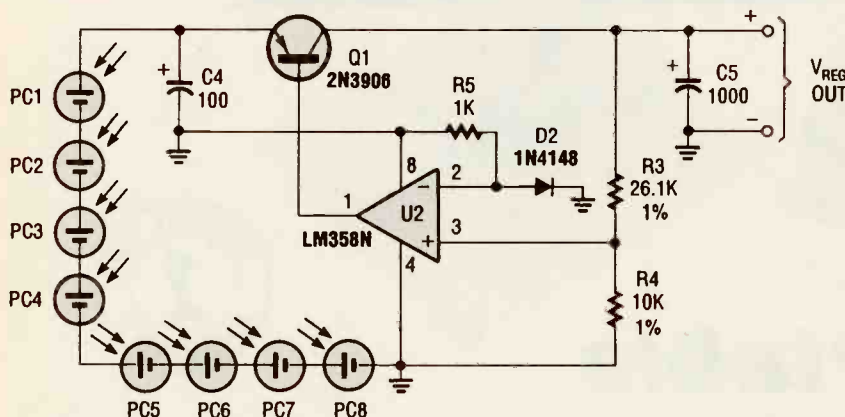 Q1
2N3906
C4
100
+
R5
1K
D2
1N4148
C5
1000
+
+
−
VREG
OUT
PC1
PC2
PC3
PC4
8
1
2
3
4
−
+
U2
LM358N
R3
26.1K
1%
R4
10K
1%
PC5
PC6
PC7
PC8